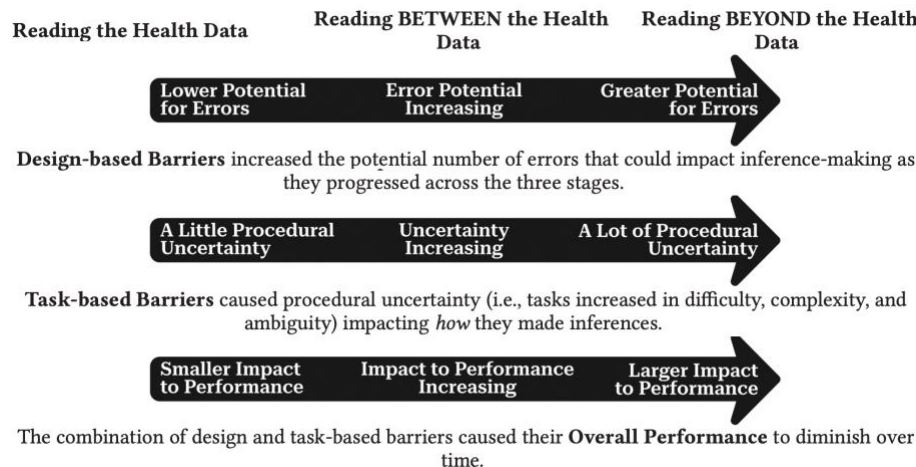 Reading the Health Data
Reading BETWEEN the Health
Data
Reading BEYOND the Health
Data
Lower Potential
for Errors
Error Potential
Increasing
Greater Potential
for Errors
Design-based Barriers increased the potential number of errors that could impact inference-making as
they progressed across the three stages.
A Little Procedural
Uncertainty
Uncertainty
Increasing
A Lot of Procedural
Uncertainty
Task-based Barriers caused procedural uncertainty (i.e., tasks increased in difficulty, complexity, and
ambiguity) impacting how they made inferences.
Smaller Impact
to Performance
Impact to Performance
Increasing
Larger Impact
to Performance
The combination of design and task-based barriers caused their Overall Performance to diminish over
time.